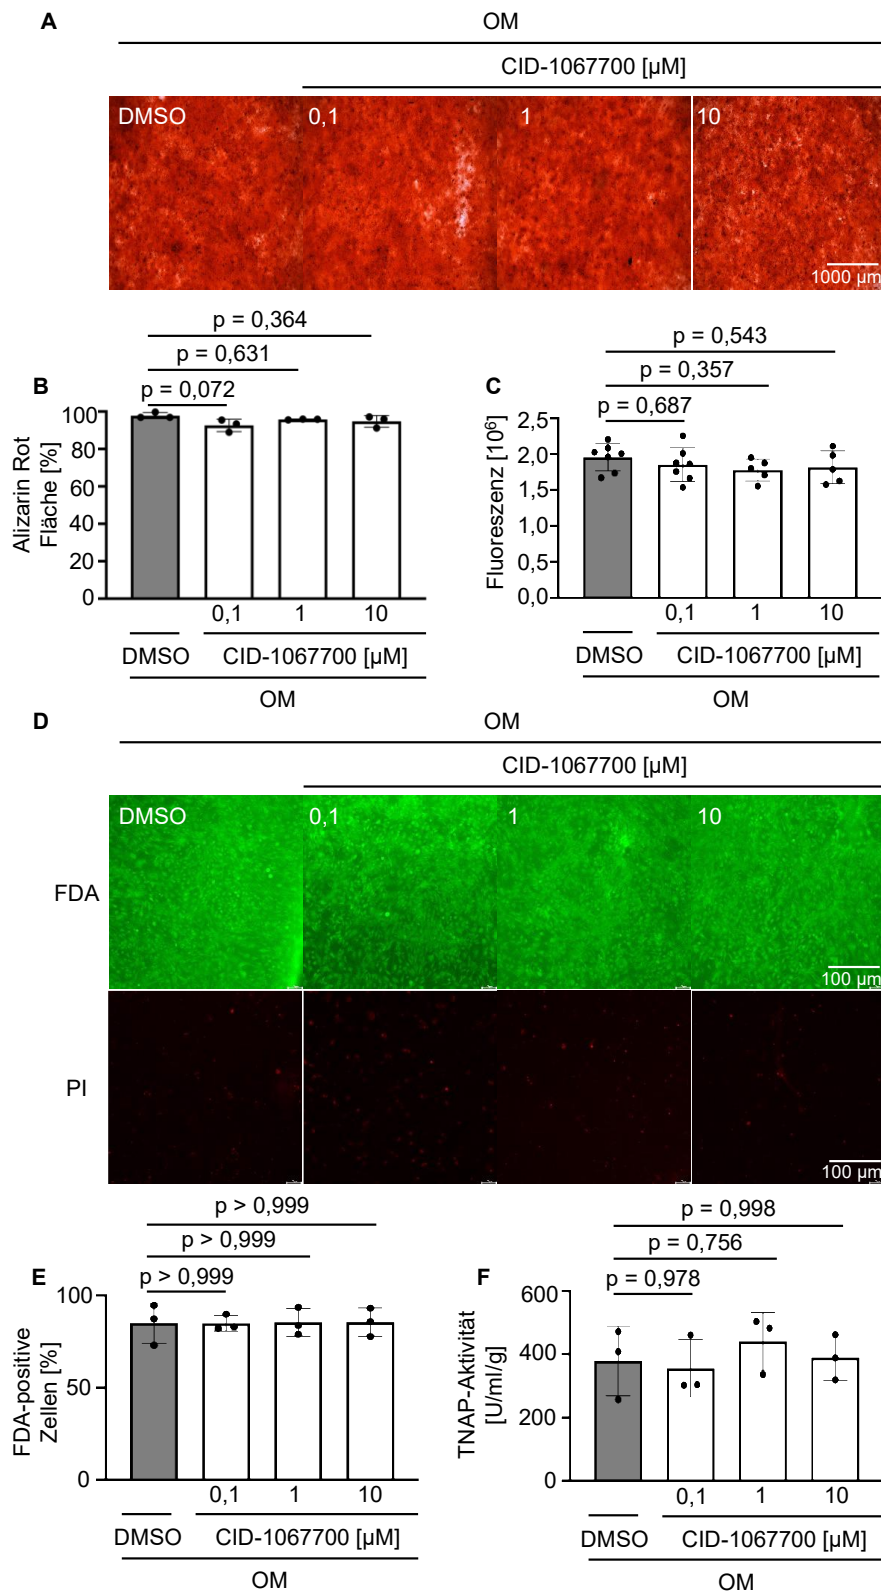 A
OM
CID-1067700 [µM]
DMSO 0,1 1 10
1000 µm
B
p = 0,364
p = 0,631
p = 0,072
Alizarin Rot
Fläche [%]
100
80
60
40
20
0
0,1 1 10
DMSO CID-1067700 [µM]
OM
C
p = 0,543
p = 0,357
p = 0,687
Fluoreszenz [10⁶]
2,5
2,0
1,5
1,0
0,5
0,0
0,1 1 10
DMSO CID-1067700 [µM]
OM
D
OM
CID-1067700 [µM]
DMSO 0,1 1 10
FDA
100 µm
PI
100 µm
E
p > 0,999
p > 0,999
p > 0,999
FDA-positive
Zellen [%]
100
50
0
0,1 1 10
DMSO CID-1067700 [µM]
OM
F
p = 0,998
p = 0,756
p = 0,978
TNAP-Aktivität
[U/ml/g]
600
400
200
0
0,1 1 10
DMSO CID-1067700 [µM]
OM